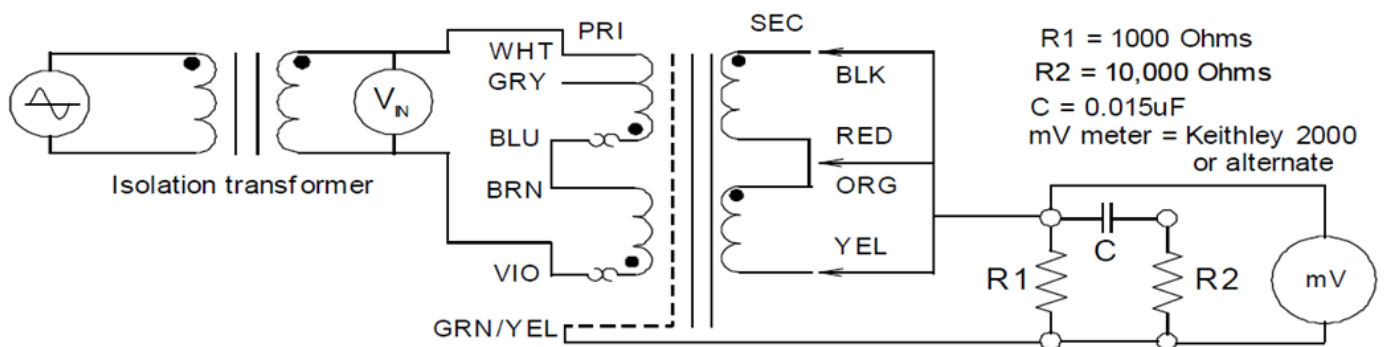 PRI
SEC
WHT
GRY
BLU
BRN
VIO
GRN/YEL
V_IN
Isolation transformer
BLK
RED
ORG
YEL
R1 = 1000 Ohms
R2 = 10,000 Ohms
C = 0.015uF
mV meter = Keithley 2000
or alternate
C
R1
R2
mV